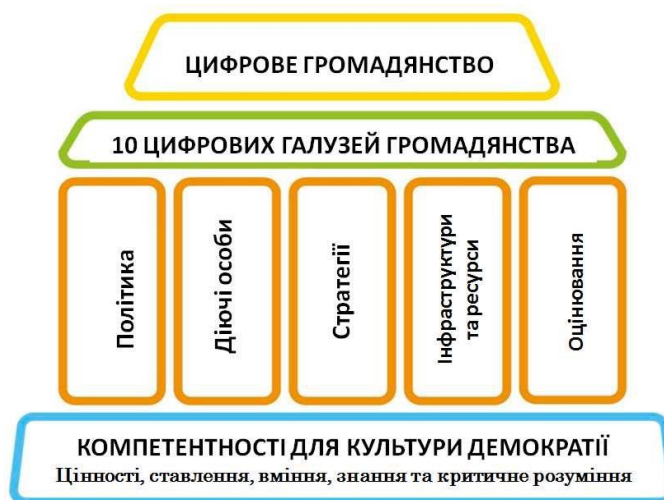 ЦИФРОВЕ ГРОМАДЯНСТВО
10 ЦИФРОВИХ ГАЛУЗЕЙ ГРОМАДЯНСТВА
Політика
Діючі особи
Стратегії
Інфраструктури
та ресурси
Оцінювання
КОМПЕТЕНТНОСТІ ДЛЯ КУЛЬТУРИ ДЕМОКРАТІЇ
Цінності, ставлення, вміння, знання та критичне розуміння